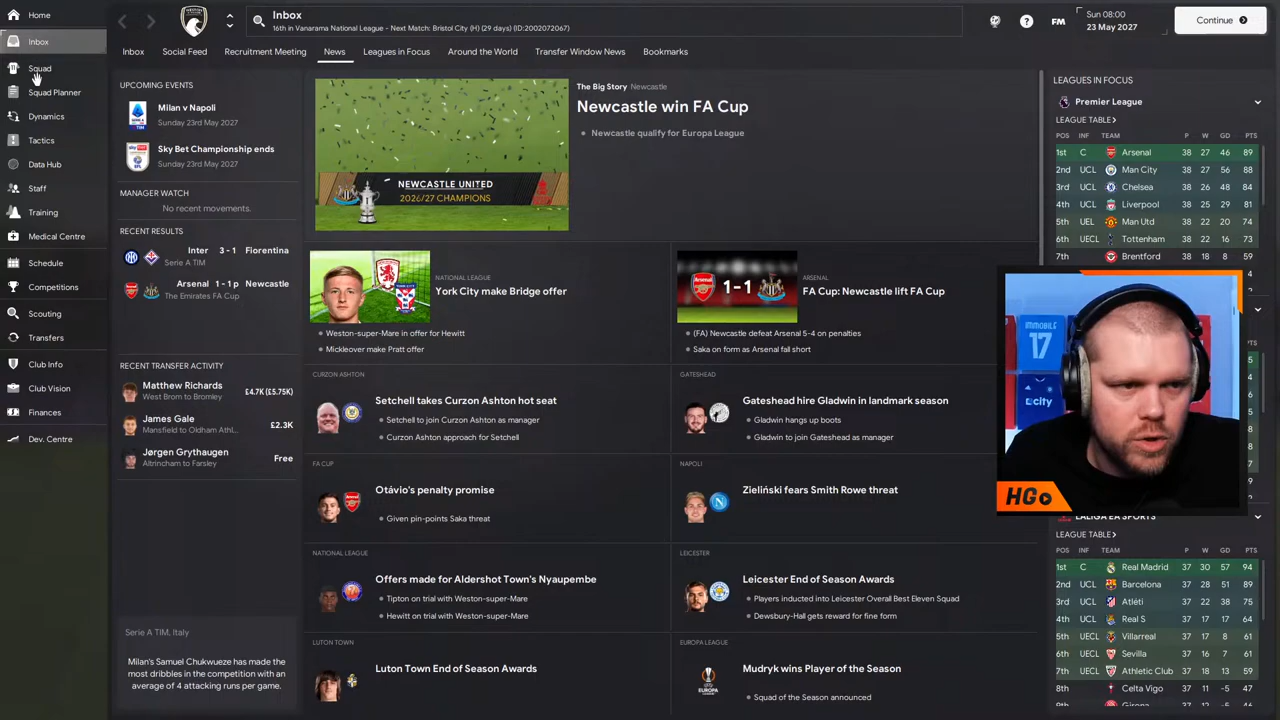 Home
Inbox
Squad
Squad Planner
Dynamics
Tactics
Data Hub
Staff
Training
Medical Centre
Schedule
Competitions
Scouting
Transfers
Club Info
Club Vision
Finances
Dev. Centre
Inbox
16th in Vanarama National League - Next Match: Bristol City (H) (29 days) (ID:2002072067)
?
FM
Sun 08:00
23 May 2027
Continue
Inbox
Social Feed
Recruitment Meeting
News
Leagues in Focus
Around the World
Transfer Window News
Bookmarks
UPCOMING EVENTS
Milan v Napoli
Sunday 23rd May 2027
Sky Bet Championship ends
Sunday 23rd May 2027
MANAGER WATCH
No recent movements.
RECENT RESULTS
Inter 3 - 1 Fiorentina
Serie A TIM
Arsenal 1 - 1 p Newcastle
The Emirates FA Cup
RECENT TRANSFER ACTIVITY
Matthew Richards
West Brom to Bromley
£4.7K (£5.75K)
James Gale
Mansfield to Oldham Athl...
£2.3K
Jørgen Grythaugen
Altrincham to Farsley
Free
Serie A TIM, Italy
Milan's Samuel Chukwueze has made the
most dribbles in the competition with an
average of 4 attacking runs per game.
NEWCASTLE UNITED
2026/27 CHAMPIONS
The Big Story Newcastle
Newcastle win FA Cup
Newcastle qualify for Europa League
NATIONAL LEAGUE
York City make Bridge offer
Weston-super-Mare in offer for Hewitt
Mickleover make Pratt offer
1-1
ARSENAL
FA Cup: Newcastle lift FA Cup
(FA) Newcastle defeat Arsenal 5-4 on penalties
Saka on form as Arsenal fall short
CURZON ASHTON
Setchell takes Curzon Ashton hot seat
Setchell to join Curzon Ashton as manager
Curzon Ashton approach for Setchell
GATESHEAD
Gateshead hire Gladwin in landmark season
Gladwin hangs up boots
Gladwin to join Gateshead as manager
FA CUP
Otávio's penalty promise
Given pin-points Saka threat
NAPOLI
Zieliński fears Smith Rowe threat
NATIONAL LEAGUE
Offers made for Aldershot Town's Nyaupembe
Tipton on trial with Weston-super-Mare
Hewitt on trial with Weston-super-Mare
LEICESTER
Leicester End of Season Awards
Players inducted into Leicester Overall Best Eleven Squad
Dewsbury-Hall gets reward for fine form
LUTON TOWN
Luton Town End of Season Awards
EUROPA LEAGUE
Mudryk wins Player of the Season
Squad of the Season announced
LEAGUES IN FOCUS
Premier League
LEAGUE TABLE
POS INF TEAM P W GD PTS
1st C Arsenal 38 27 46 89
2nd UCL Man City 38 27 56 88
3rd UCL Chelsea 38 26 48 84
4th UCL Liverpool 38 25 29 81
5th UEL Man Utd 38 22 20 74
6th UECL Tottenham 38 22 16 73
7th Brentford 38 18 8 59
IMMOBILE
17
city
HGo
LALIGA EA SPORTS
LEAGUE TABLE
POS INF TEAM P W GD PTS
1st C Real Madrid 37 30 57 94
2nd UCL Barcelona 37 28 51 89
3rd UCL Atléti 37 22 38 75
4th UCL Real S 37 17 17 64
5th UECL Villarreal 37 17 8 61
6th UECL Sevilla 37 16 7 61
7th UECL Athletic Club 37 18 13 59
8th Celta Vigo 37 11 -5 47